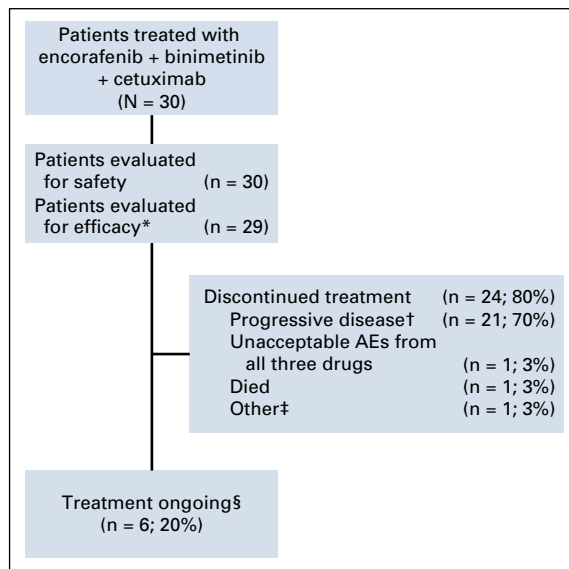 Patients treated with
encorafenib + binimetinib
+ cetuximab
(N = 30)
Patients evaluated
for safety (n = 30)
Patients evaluated
for efficacy* (n = 29)
Discontinued treatment (n = 24; 80%)
Progressive disease† (n = 21; 70%)
Unacceptable AEs from
all three drugs (n = 1; 3%)
Died (n = 1; 3%)
Other‡ (n = 1; 3%)
Treatment ongoing§
(n = 6; 20%)